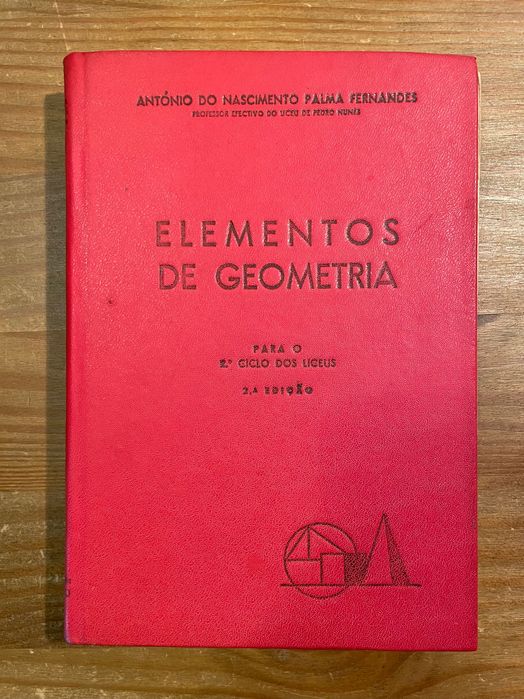 ANTÓNIO DO NASCIMENTO PALMA FERNANDES
PROFESSOR EFECTIVO DO LICEU DE PEDRO NUNES
ELEMENTOS
DE GEOMETRIA
PARA O
2.º CICLO DOS LICEUS
2.ª EDIÇÃO